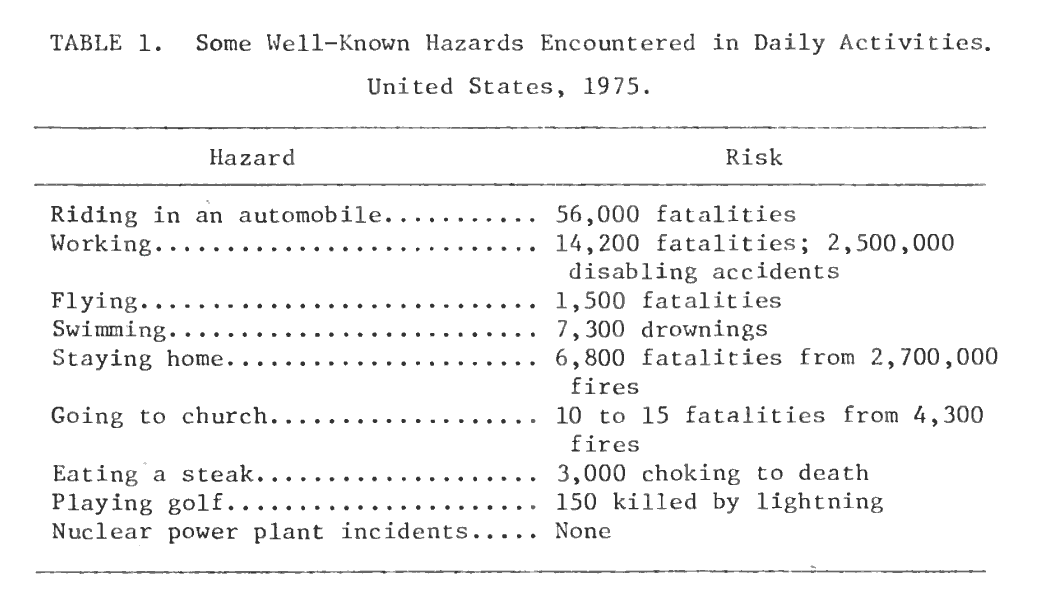 TABLE 1. Some Well-Known Hazards Encountered in Daily Activities.
United States, 1975.
Hazard Risk
Riding in an automobile........... 56,000 fatalities
Working........................... 14,200 fatalities; 2,500,000
disabling accidents
Flying............................ 1,500 fatalities
Swimming.......................... 7,300 drownings
Staying home...................... 6,800 fatalities from 2,700,000
fires
Going to church................... 10 to 15 fatalities from 4,300
fires
Eating a steak.................... 3,000 choking to death
Playing golf...................... 150 killed by lightning
Nuclear power plant incidents..... None